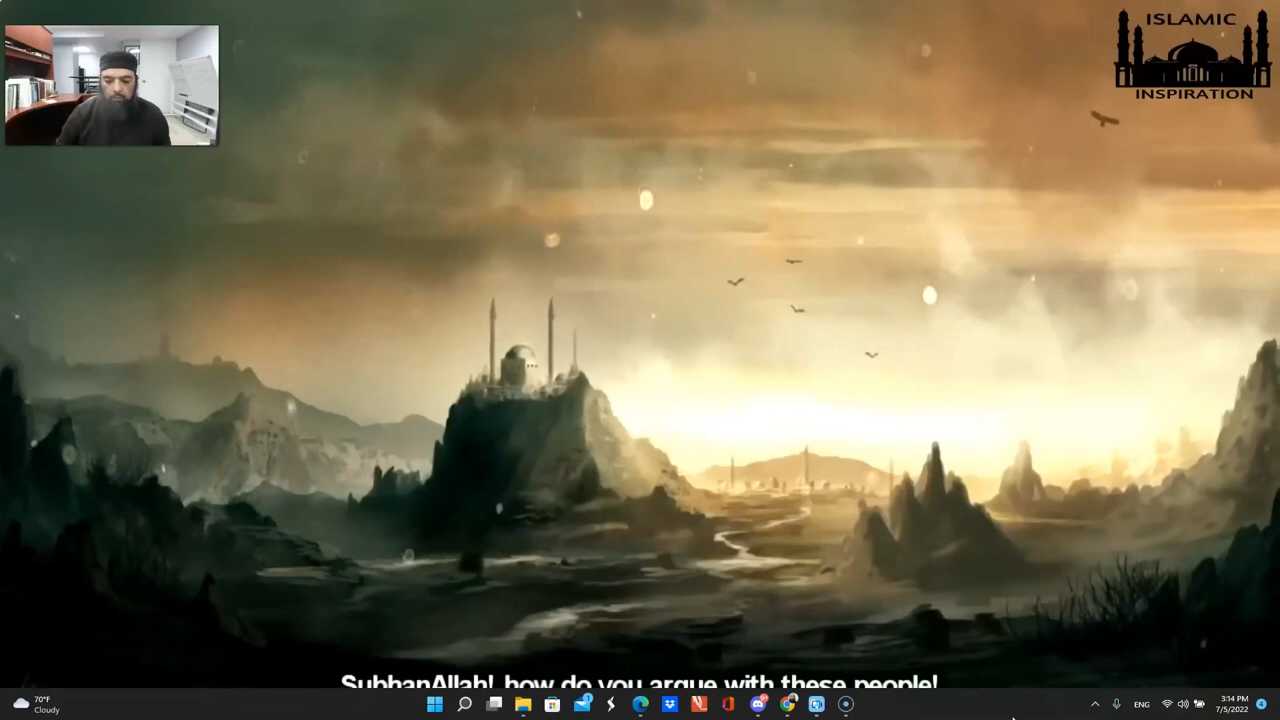 ISLAMIC
INSPIRATION
SubhanAllah! how do you argue with these people!
70°F
Cloudy
ENG
3:14 PM
7/5/2022